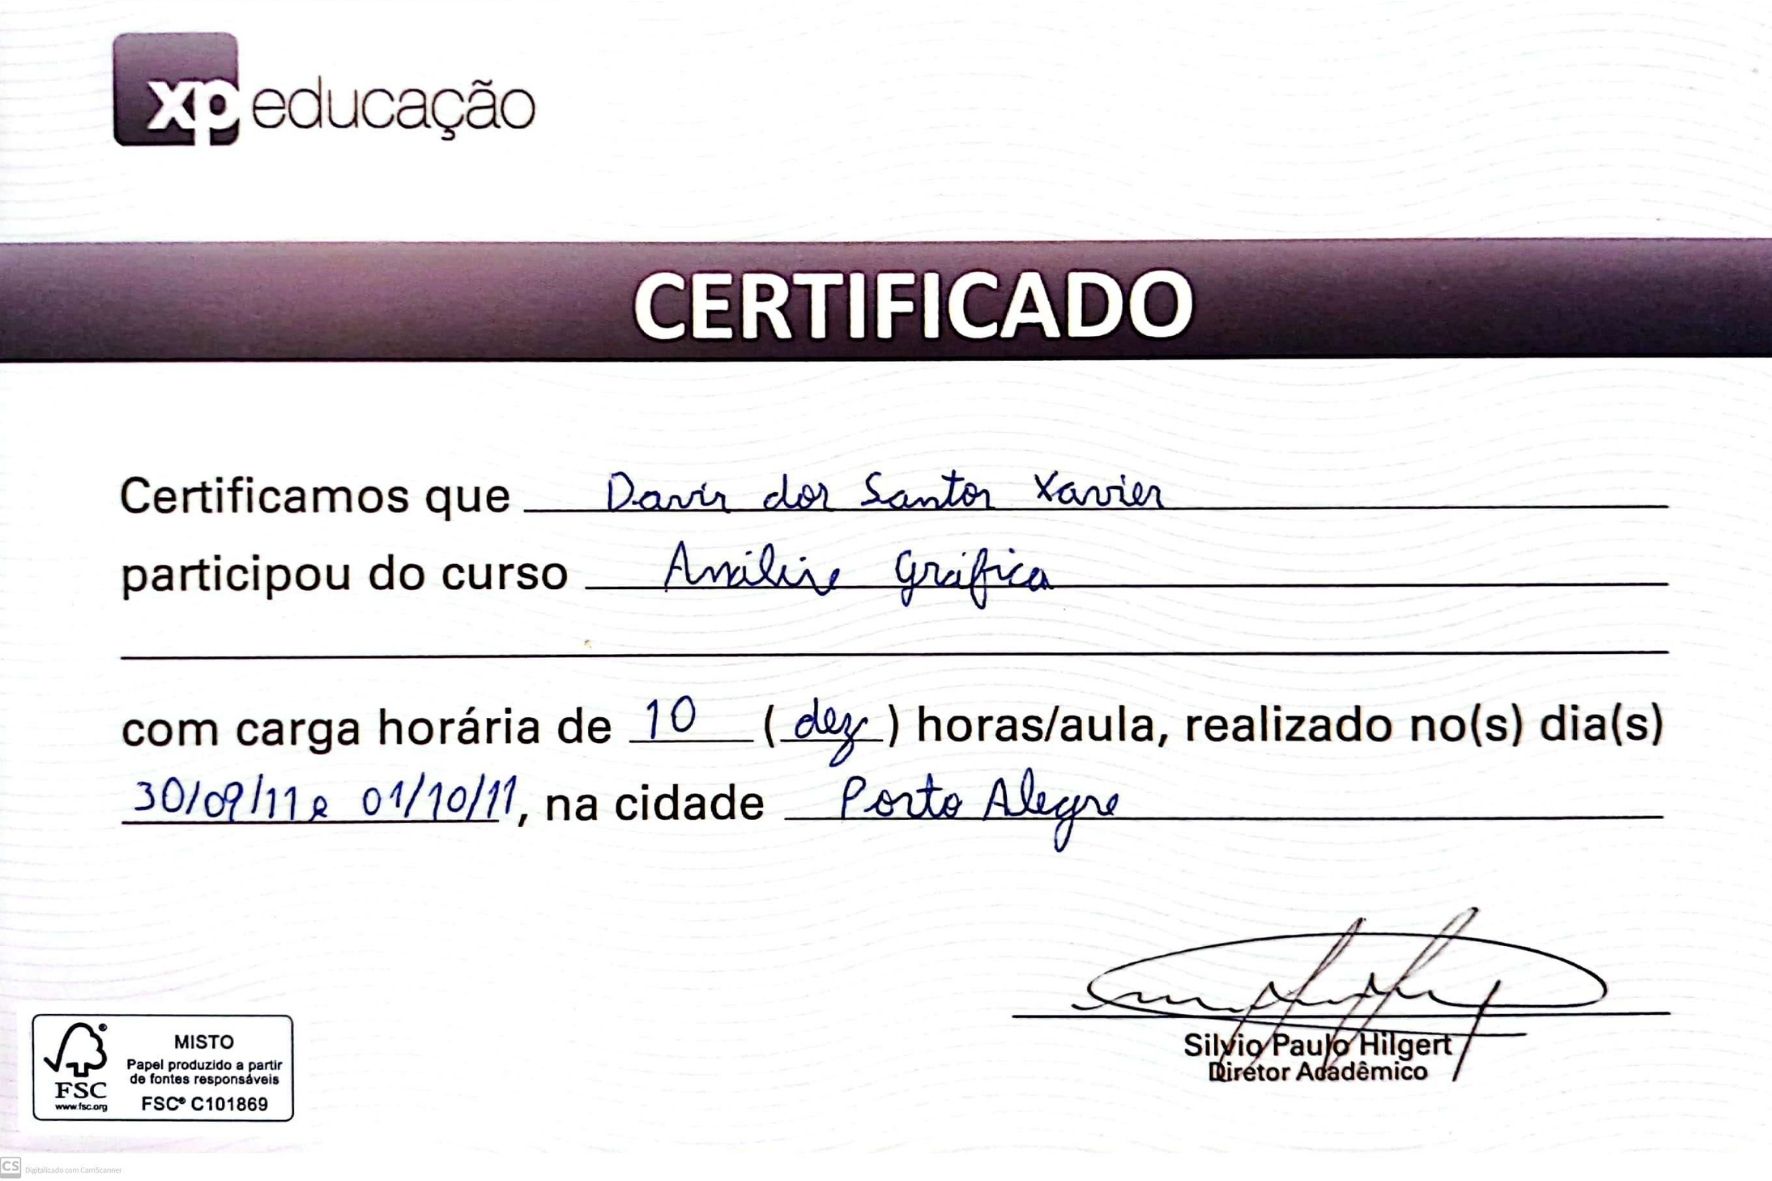 xp educação
CERTIFICADO
Certificamos que Davis dos Santos Xavier
participou do curso Análise Gráfica
com carga horária de 10 (dez) horas/aula, realizado no(s) dia(s)
30/09/11 e 01/10/11, na cidade Porto Alegre
Silvio Paulo Hilgert
Diretor Acadêmico
MISTO
Papel produzido a partir
de fontes responsáveis
FSC® C101869
FSC
www.fsc.org
CS Digitalizado com CamScanner